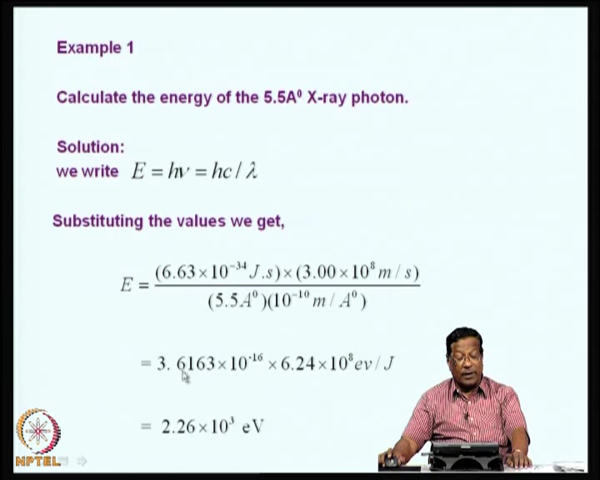 Example 1
Calculate the energy of the 5.5A⁰ X-ray photon.
Solution:
we write E = hν = hc / λ
Substituting the values we get,
E = (6.63×10⁻³⁴ J.s)×(3.00×10⁸ m / s) / (5.5A⁰)(10⁻¹⁰ m / A⁰)
= 3. 6163×10⁻¹⁶ × 6.24×10⁸ ev / J
= 2.26×10³ eV
NPTEL